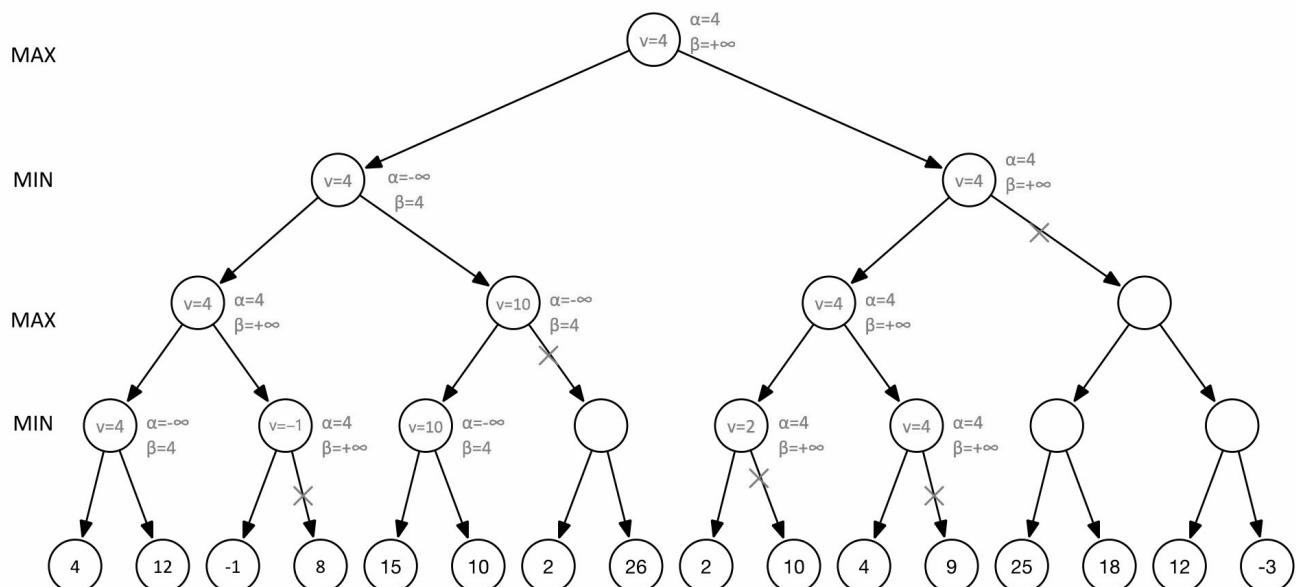 MAX
v=4
α=4
β=+∞
MIN
v=4
α=-∞
β=4
v=4
α=4
β=+∞
MAX
v=4
α=4
β=+∞
v=10
α=-∞
β=4
v=4
α=4
β=+∞
MIN
v=4
α=-∞
β=4
v=−1
α=4
β=+∞
v=10
α=-∞
β=4
v=2
α=4
β=+∞
v=4
α=4
β=+∞
4 12 -1 8 15 10 2 26 2 10 4 9 25 18 12 -3